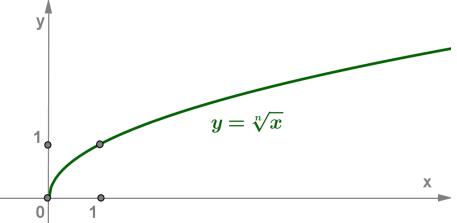 y
1
y = ⁿ√x
x
0 1